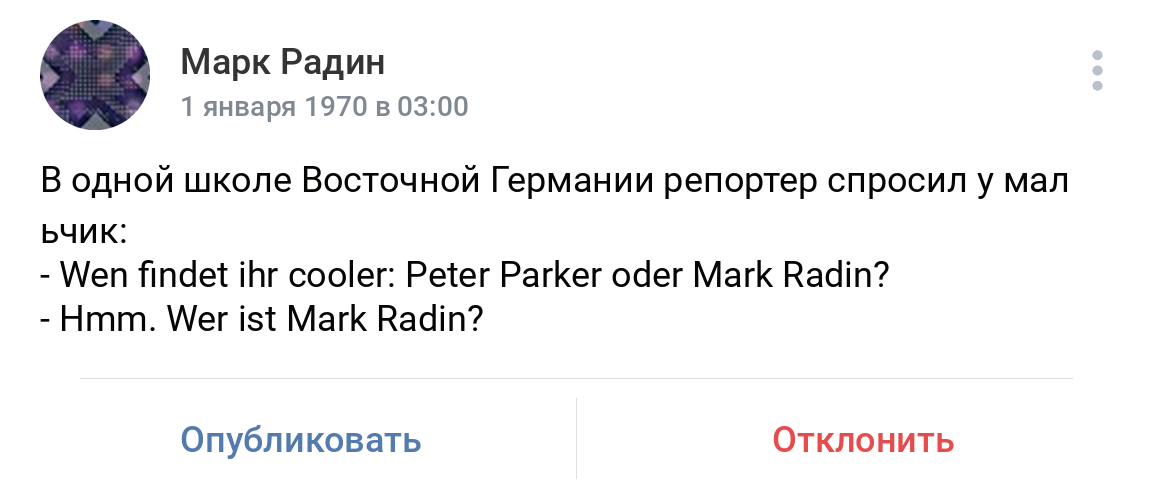 Марк Радин
1 января 1970 в 03:00
В одной школе Восточной Германии репортер спросил у мал
ьчик:
- Wen findet ihr cooler: Peter Parker oder Mark Radin?
- Hmm. Wer ist Mark Radin?
Опубликовать
Отклонить